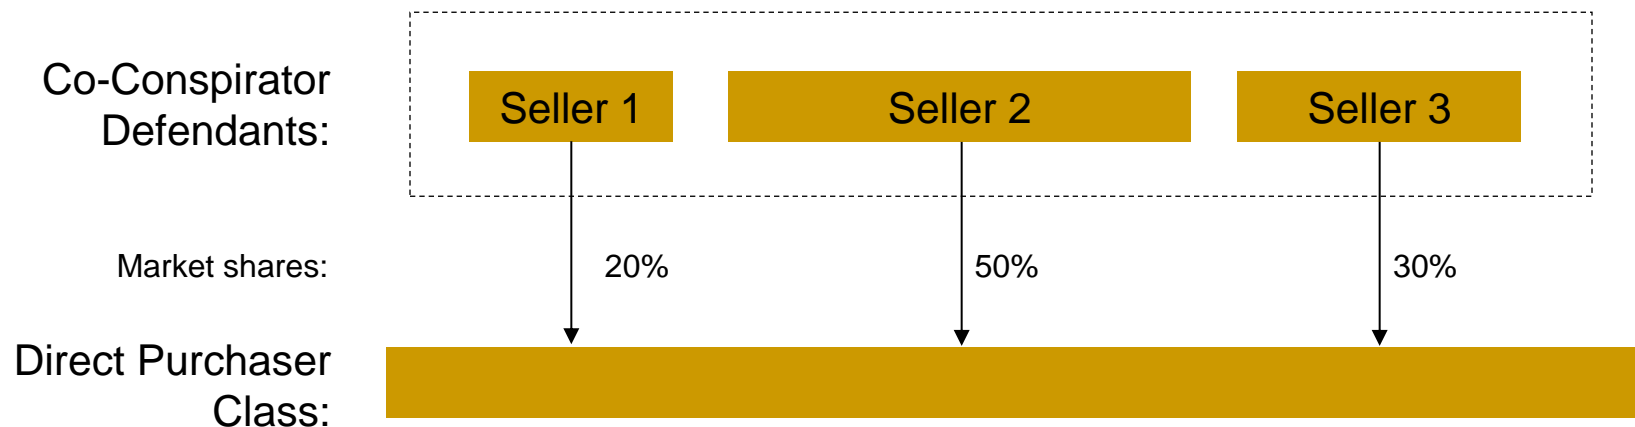 Co-Conspirator
Defendants:
Seller 1
Seller 2
Seller 3
Market shares:
20%
50%
30%
Direct Purchaser
Class: